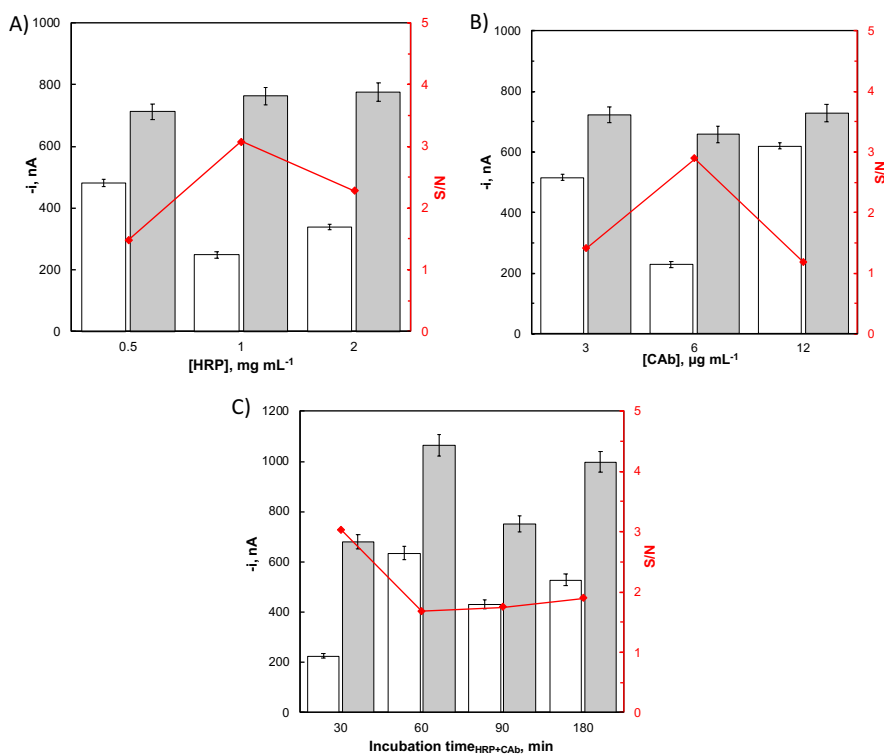 A)
1000
800
600
400
200
0
-i, nA
0.5 1 2
[HRP], mg mL⁻¹
5
4
3
2
1
0
S/N
B)
1000
800
600
400
200
0
-i, nA
3 6 12
[CAb], µg mL⁻¹
5
4
3
2
1
0
S/N
C)
1200
1000
800
600
400
200
0
-i, nA
30 60 90 180
Incubation time HRP+CAb, min
5
4
3
2
1
0
S/N